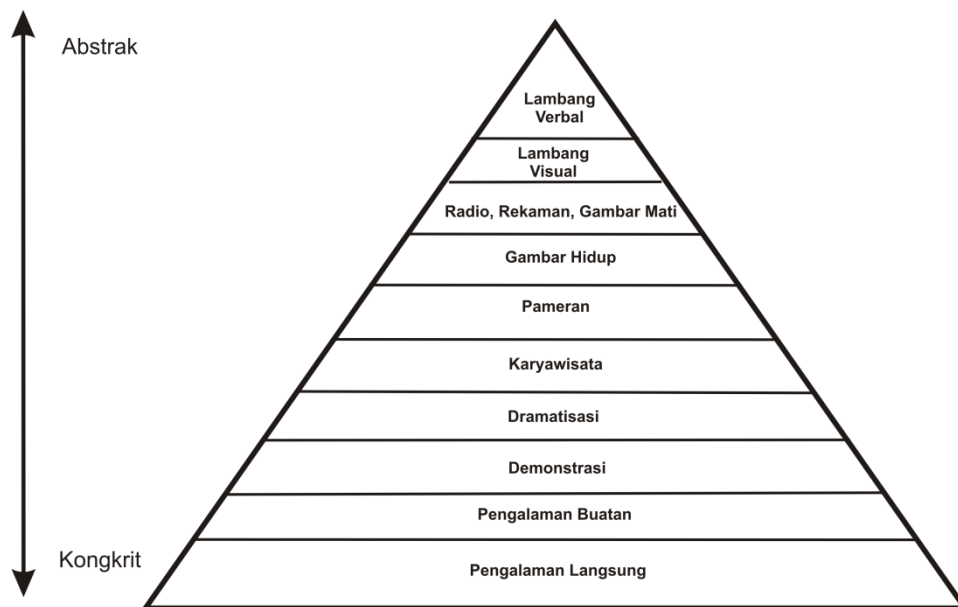 Abstrak
Lambang
Verbal
Lambang
Visual
Radio, Rekaman, Gambar Mati
Gambar Hidup
Pameran
Karyawisata
Dramatisasi
Demonstrasi
Pengalaman Buatan
Kongkrit
Pengalaman Langsung